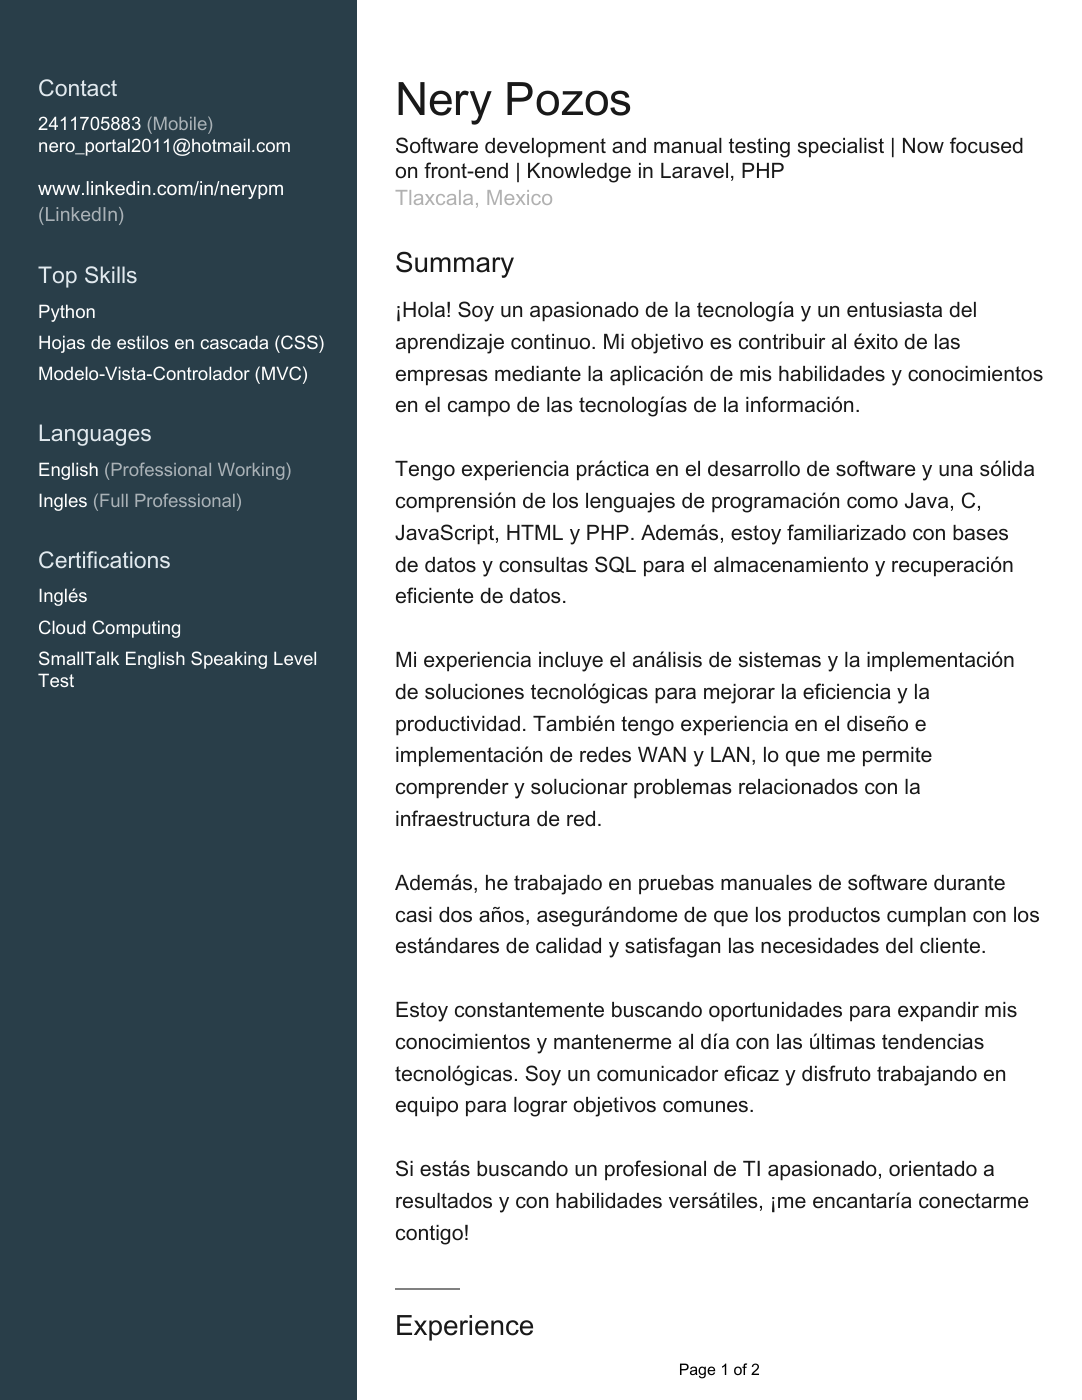 Contact
2411705883 (Mobile)
nero_portal2011@hotmail.com
www.linkedin.com/in/nerypm
(LinkedIn)
Top Skills
Python
Hojas de estilos en cascada (CSS)
Modelo-Vista-Controlador (MVC)
Languages
English (Professional Working)
Ingles (Full Professional)
Certifications
Inglés
Cloud Computing
SmallTalk English Speaking Level
Test
Nery Pozos
Software development and manual testing specialist | Now focused
on front-end | Knowledge in Laravel, PHP
Tlaxcala, Mexico
Summary
¡Hola! Soy un apasionado de la tecnología y un entusiasta del
aprendizaje continuo. Mi objetivo es contribuir al éxito de las
empresas mediante la aplicación de mis habilidades y conocimientos
en el campo de las tecnologías de la información.
Tengo experiencia práctica en el desarrollo de software y una sólida
comprensión de los lenguajes de programación como Java, C,
JavaScript, HTML y PHP. Además, estoy familiarizado con bases
de datos y consultas SQL para el almacenamiento y recuperación
eficiente de datos.
Mi experiencia incluye el análisis de sistemas y la implementación
de soluciones tecnológicas para mejorar la eficiencia y la
productividad. También tengo experiencia en el diseño e
implementación de redes WAN y LAN, lo que me permite
comprender y solucionar problemas relacionados con la
infraestructura de red.
Además, he trabajado en pruebas manuales de software durante
casi dos años, asegurándome de que los productos cumplan con los
estándares de calidad y satisfagan las necesidades del cliente.
Estoy constantemente buscando oportunidades para expandir mis
conocimientos y mantenerme al día con las últimas tendencias
tecnológicas. Soy un comunicador eficaz y disfruto trabajando en
equipo para lograr objetivos comunes.
Si estás buscando un profesional de TI apasionado, orientado a
resultados y con habilidades versátiles, ¡me encantaría conectarme
contigo!
Experience
Page 1 of 2